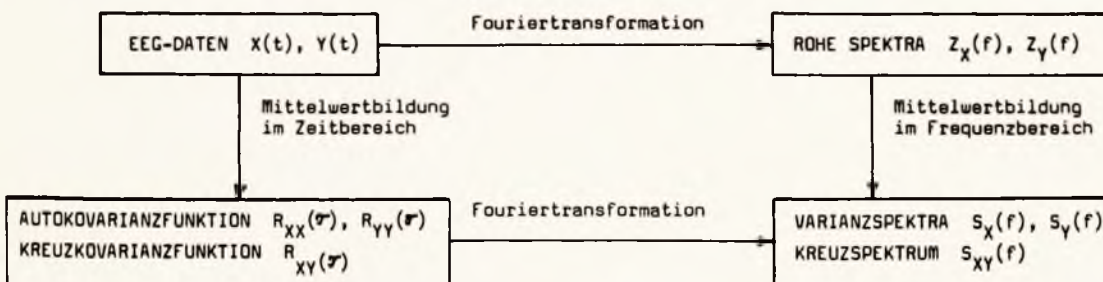 Fouriertransformation
EEG-DATEN X(t), Y(t)
ROHE SPEKTRA Z_X(f), Z_Y(f)
Mittelwertbildung
im Zeitbereich
Mittelwertbildung
im Frequenzbereich
AUTOKOVARIANZFUNKTION R_XX(τ), R_YY(τ)
KREUZKOVARIANZFUNKTION R_XY(τ)
Fouriertransformation
VARIANZSPEKTRA S_X(f), S_Y(f)
KREUZSPEKTRUM S_XY(f)